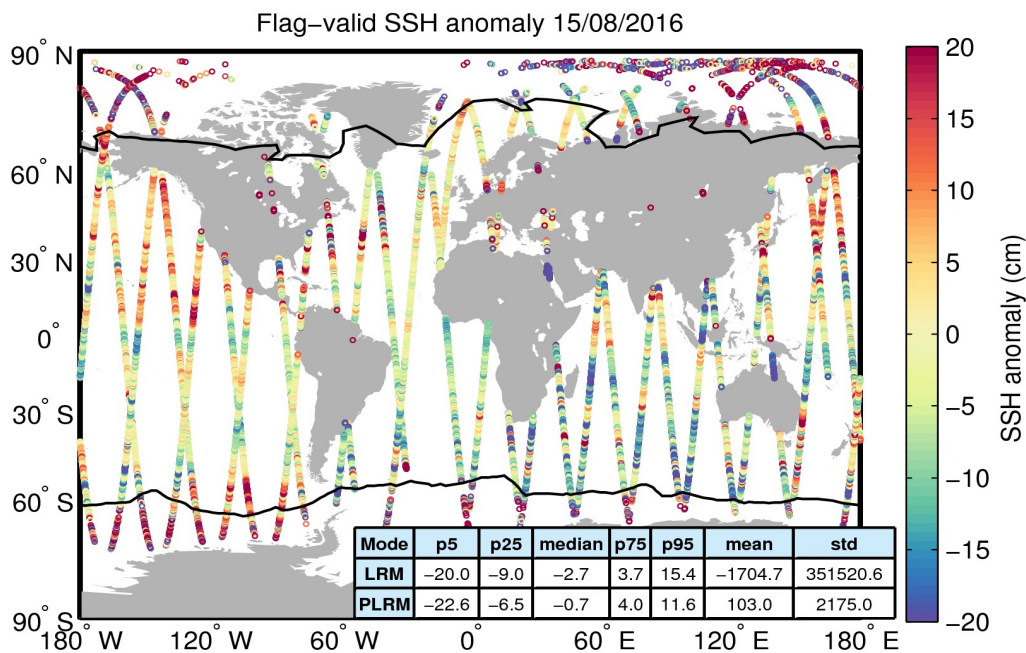 Flag−valid SSH anomaly 15/08/2016
90° N
60° N
30° N
0°
30° S
60° S
90° S
180° W 120° W 60° W 0° 60° E 120° E 180° E
Mode p5 p25 median p75 p95 mean std
LRM −20.0 −9.0 −2.7 3.7 15.4 −1704.7 351520.6
PLRM −22.6 −6.5 −0.7 4.0 11.6 103.0 2175.0
20
15
10
5
0
−5
−10
−15
−20
SSH anomaly (cm)